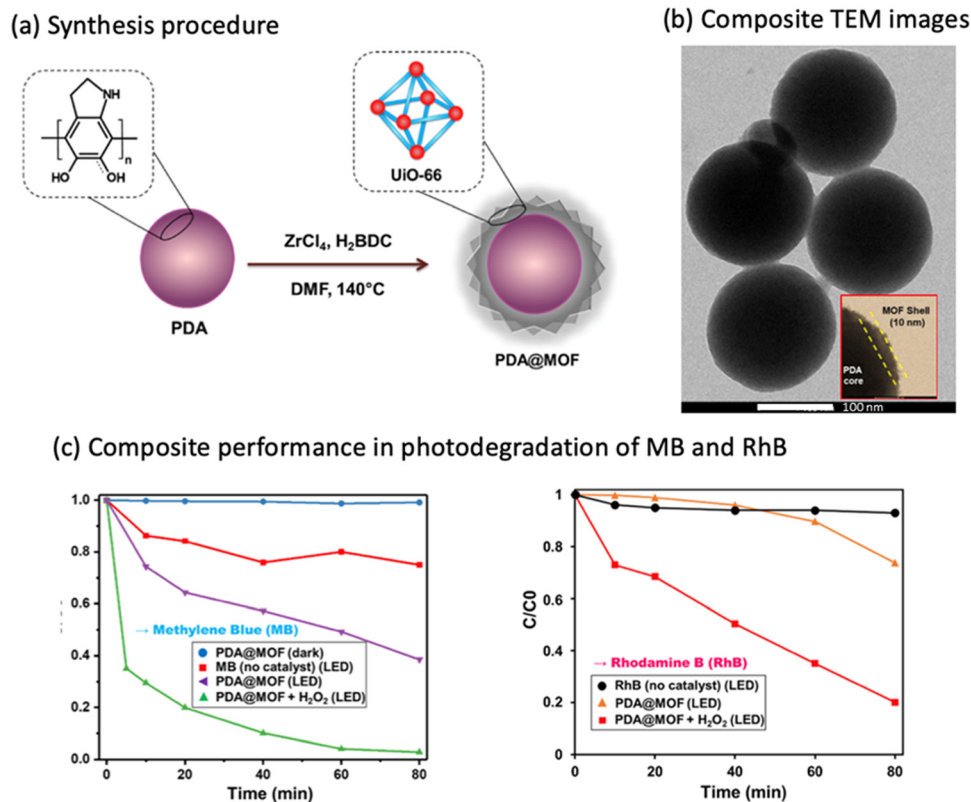 (a) Synthesis procedure
NH
n
HO
OH
PDA
ZrCl₄, H₂BDC
DMF, 140°C
UiO-66
PDA@MOF
(b) Composite TEM images
MOF Shell
(10 nm)
PDA
core
100 nm
(c) Composite performance in photodegradation of MB and RhB
1.0
0.8
0.6
0.4
0.2
0.0
→ Methylene Blue (MB)
PDA@MOF (dark)
MB (no catalyst) (LED)
PDA@MOF (LED)
PDA@MOF + H₂O₂ (LED)
0 20 40 60 80
Time (min)
C/C0
1
0.8
0.6
0.4
0.2
0
→ Rhodamine B (RhB)
RhB (no catalyst) (LED)
PDA@MOF (LED)
PDA@MOF + H₂O₂ (LED)
0 20 40 60 80
Time (min)